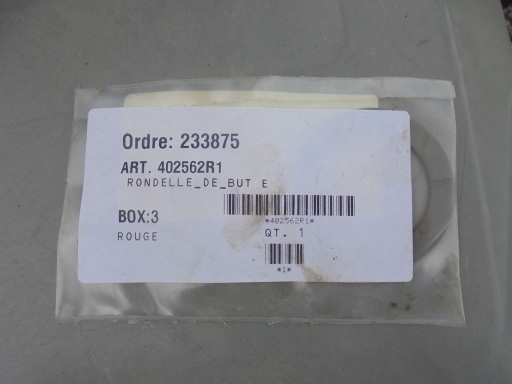 Ordre: 233875
ART. 402562R1
RONDELLE_DE_BUT E
BOX:3
*402562R1*
ROUGE
QT. 1
*1*